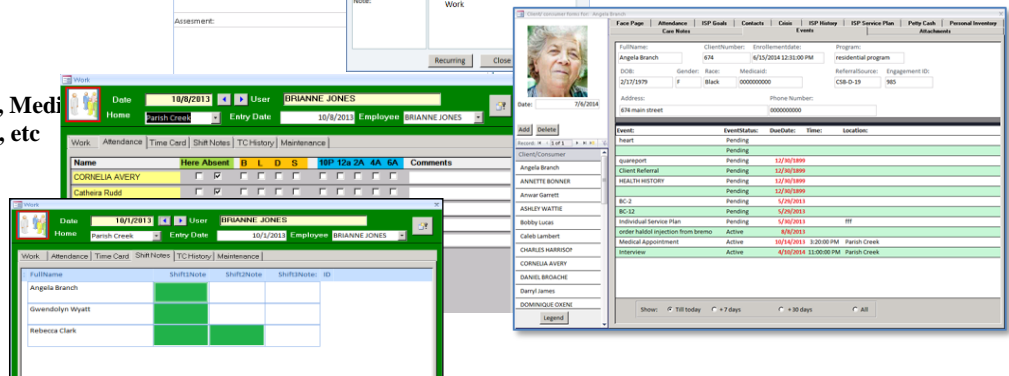 Assesment:
Note:
Work
Recurring Close
, Medi
, etc
Work
Date 10/8/2013 User BRIANNE JONES
Home Parish Creek Entry Date 10/8/2013 Employee BRIANNE JONES
Work Attendance Time Card Shift Notes TC History Maintenance
Name Here Absent B L D S 10P 12a 2A 4A 6A Comments
CORNELIA AVERY
Catheira Rudd
Work
Date 10/1/2013 User BRIANNE JONES
Home Parish Creek Entry Date 10/1/2013 Employee BRIANNE JONES
Work Attendance Time Card Shift Notes TC History Maintenance
FullName Shift1Note Shift2Note Shift3Note: ID
Angela Branch
Gwendolyn Wyatt
Rebecca Clark
Client/ consumer form For: Angela Branch
Date: 7/6/2014
Add Delete
Record: 1 of 1
Client/Consumer
Angela Branch
ANNETTE BONNER
Anwar Garrett
ASHLEY WATTIE
Bobby Lucas
Caleb Lambert
CHARLES HARRISON
CORNELIA AVERY
DANIEL BROACHE
Darryl James
DOMINIQUE OXENI
Legend
Face Page Attendance ISP Goals Contacts Crisis ISP History ISP Service Plan Petty Cash Personal Inventory
Care Notes Events Attachments
FullName: ClientNumber: Enrollementdate: Program:
Angela Branch 674 6/15/2014 12:31:00 PM residential program
DOB: Gender: Race: Medicaid: ReferralSource: Engagement ID:
2/17/1979 F Black 0000000000 CSB-D-19 985
Address: Phone Number:
674 main street 0000000000
Event: EventStatus: DueDate: Time: Location:
heart Pending
Pending
quareport Pending 12/30/1899
Client Referral Pending 12/30/1899
HEALTH HISTORY Pending 12/30/1899
Pending 12/30/1899
BC-2 Pending 5/29/2013
BC-12 Pending 5/29/2013
Individual Service Plan Pending 5/30/2013 fff
order haldol injection from bremo Active 8/8/2013
Medical Appointment Active 10/14/2013 3:20:00 PM Parish Creek
Interview Active 4/10/2014 11:00:00 PM Parish Creek
Show: Till today + 7 days + 30 days All